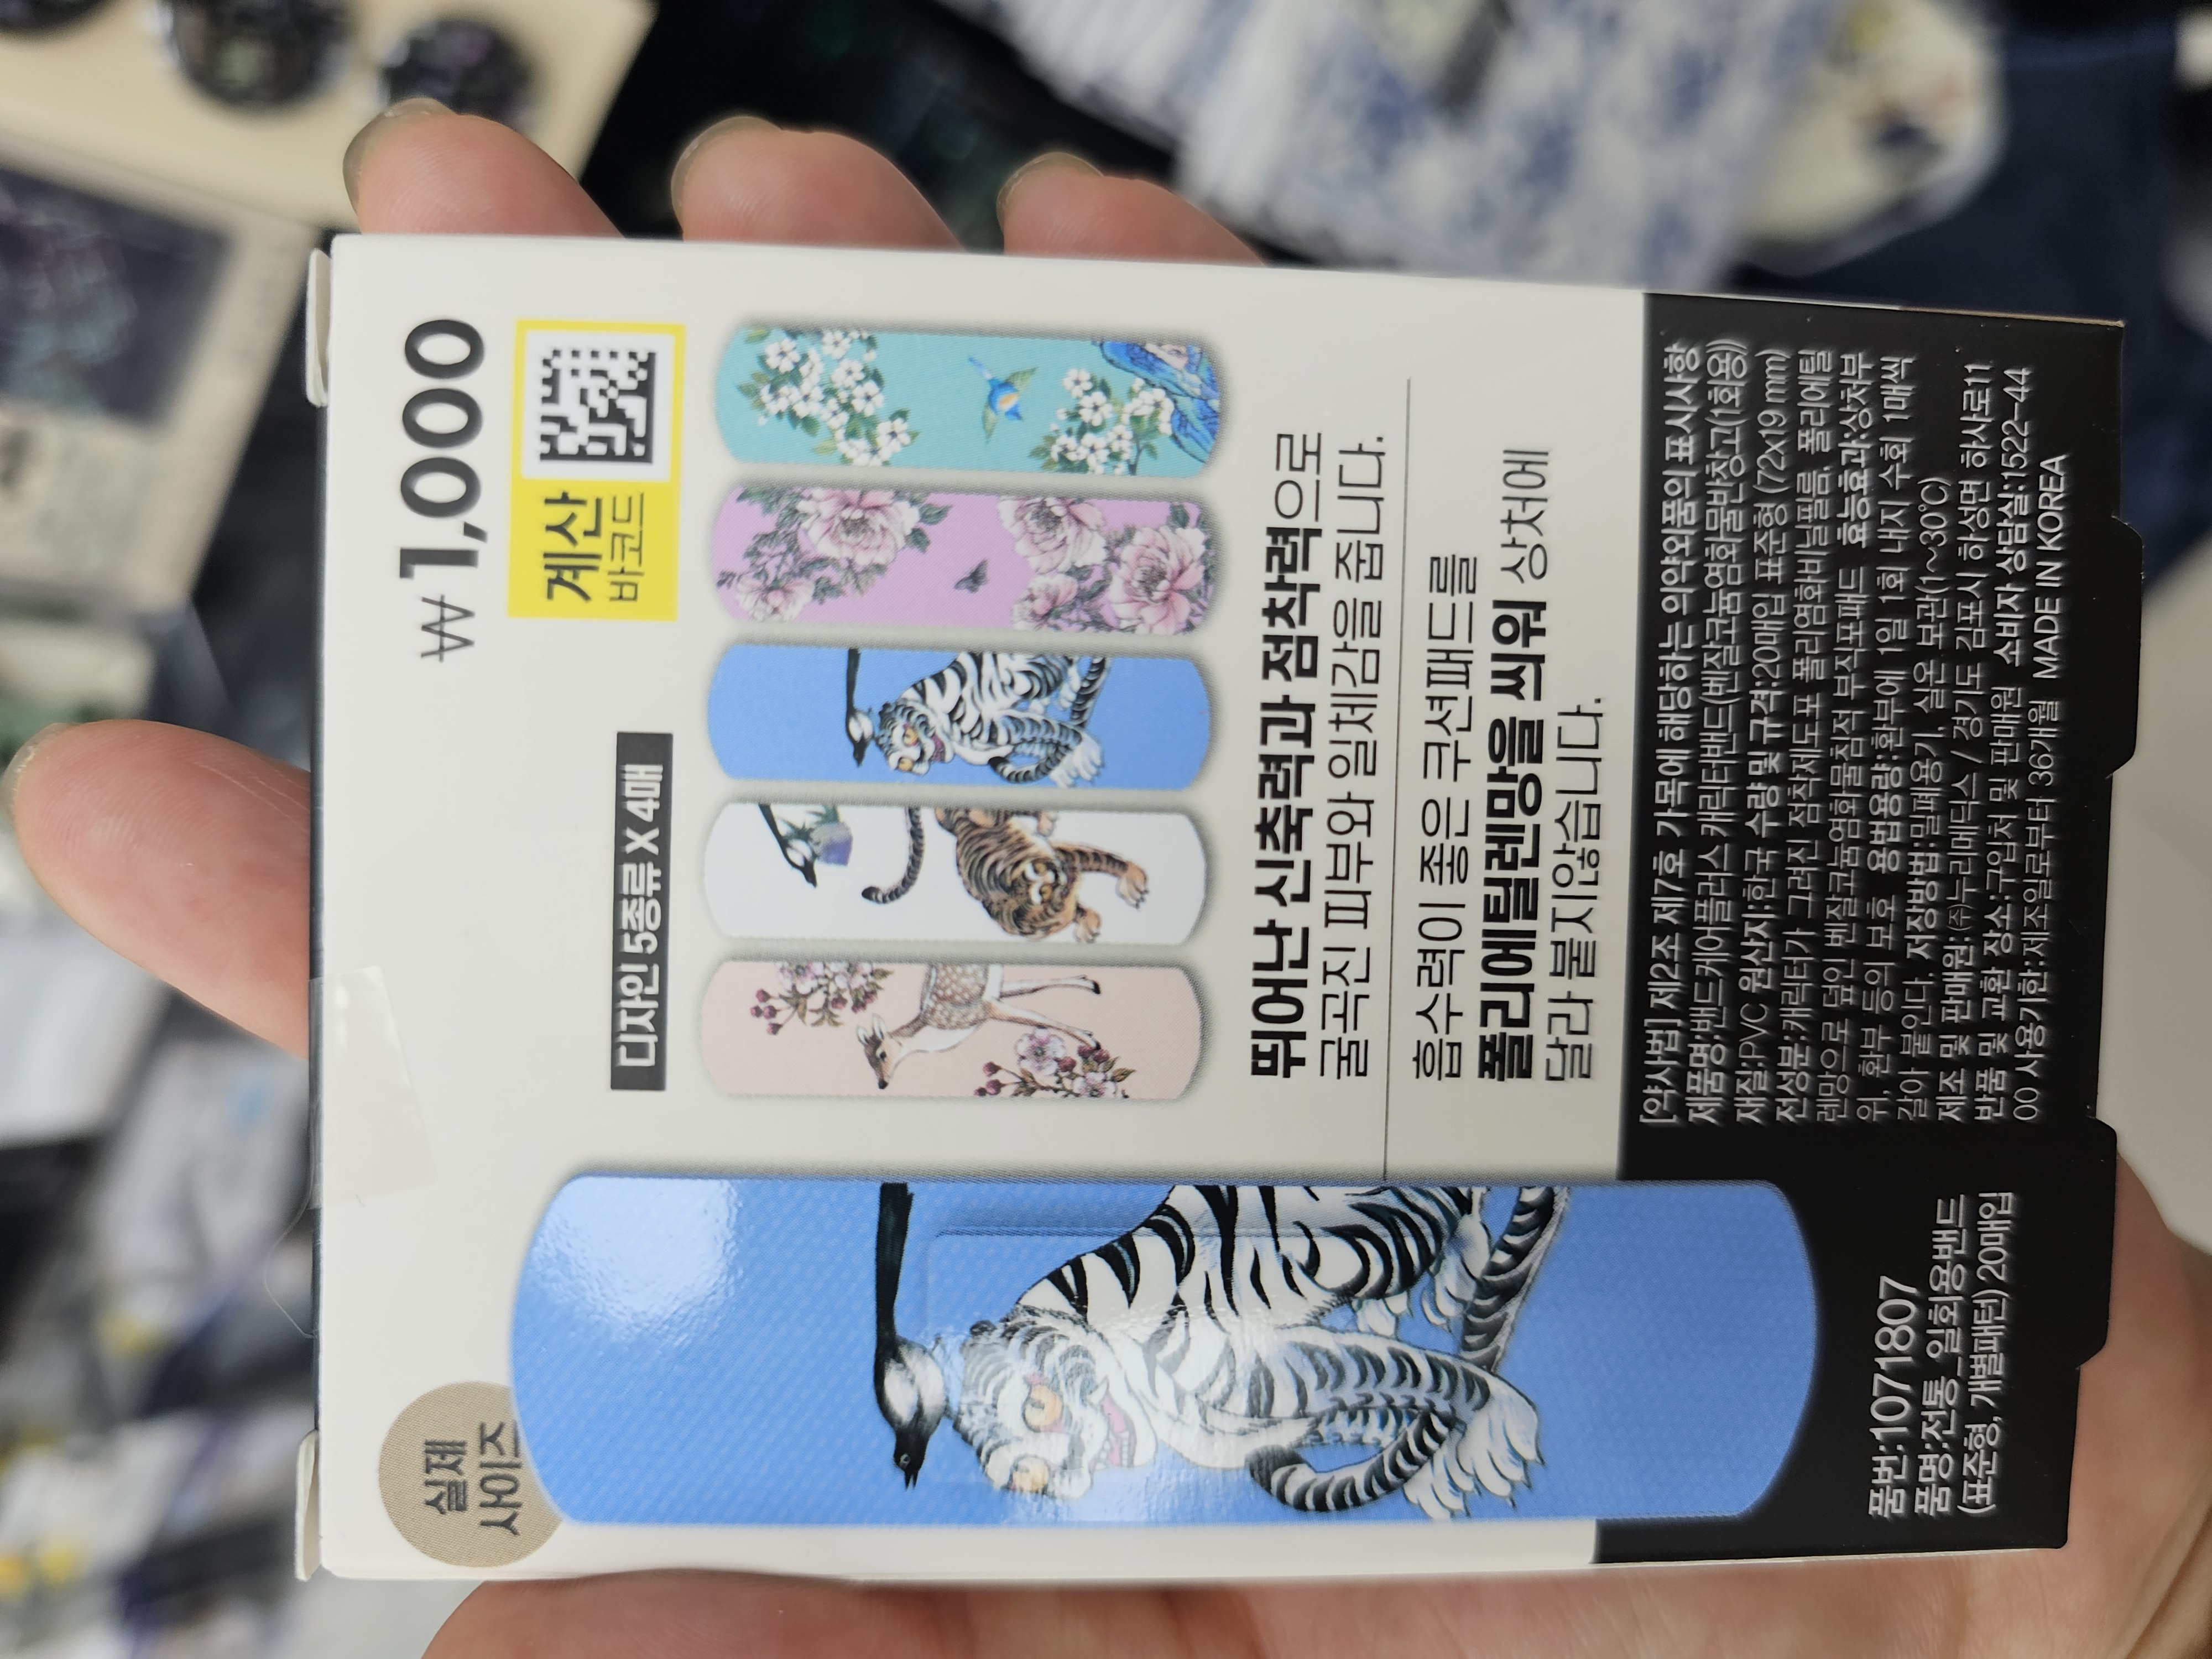 실제
사이즈
₩1,000
계산
바코드
디자인 5종류 X 4매
뛰어난 신축력과 점착력으로
굴곡진 피부와 일체감을 줍니다.
흡수력이 좋은 쿠션패드를
폴리에틸렌망을 씌워 상처에
달라 붙지않습니다.
[약사법] 제2조 제7호 가목에 해당하는 의약외품의 표시사항
제품명:밴드케어플러스 캐릭터밴드(벤잘코늄염화물반창고(1회용))
재질:PVC 원산지:한국 수량 및 규격:20매입 표준형 (72x19 mm)
전성분:캐릭터가 그려진 점착제도포 폴리염화비닐필름, 폴리에틸
렌망으로 덮인 벤잘코늄염화물침적 부직포패드 효능효과:상처부
위, 환부 등의 보호 용법용량:환부에 1일 1회 내지 수회 1매씩
갈아 붙인다. 저장방법:밀폐용기, 실온 보관(1~30℃)
제조 및 판매원:㈜누리메딕스 / 경기도 김포시 하성면 하사로11
반품 및 교환 장소:구입처 및 판매원 소비자 상담실:1522-44
00 사용기한:제조일로부터 36개월 MADE IN KOREA
품번:1071807
품명:전통_일회용밴드
(표준형, 개별패턴) 20매입